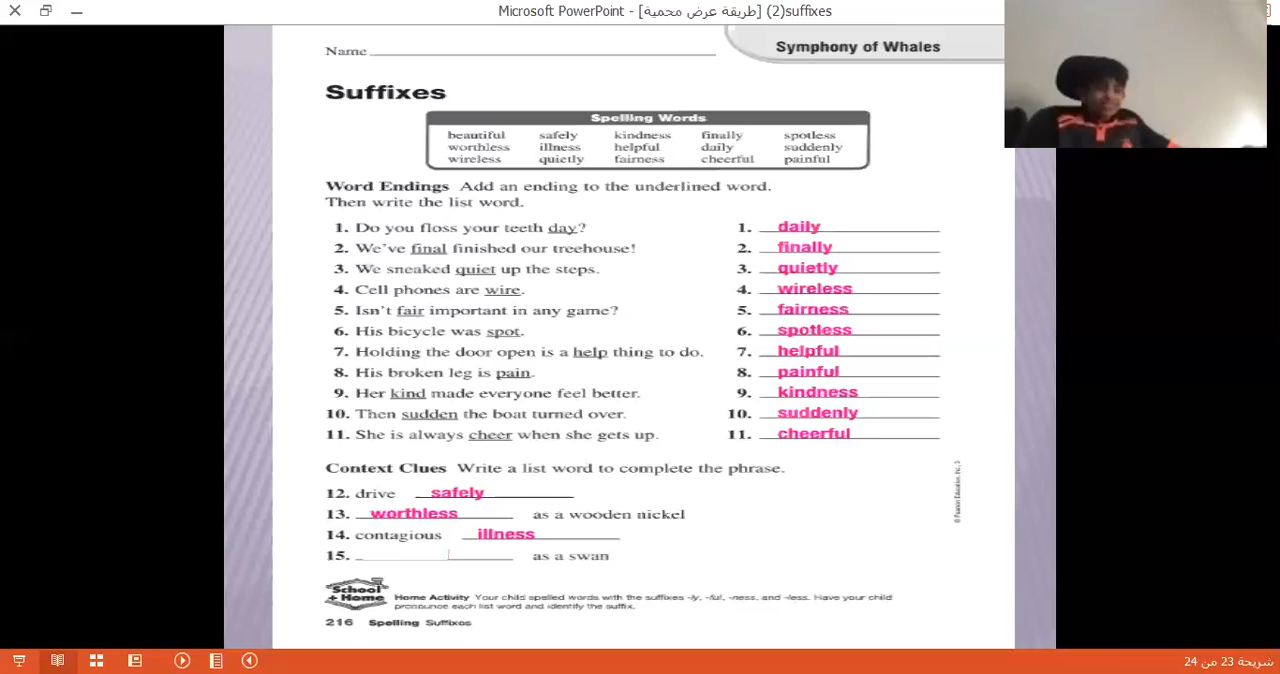 suffixes(2) [طريقة عرض محمية] - Microsoft PowerPoint
Name
Symphony of Whales
Suffixes
Spelling Words
beautiful safely kindness finally spotless
worthless illness helpful daily suddenly
wireless quietly fairness cheerful painful
Word Endings Add an ending to the underlined word.
Then write the list word.
1. Do you floss your teeth day? 1. daily
2. We've final finished our treehouse! 2. finally
3. We sneaked quiet up the steps. 3. quietly
4. Cell phones are wire. 4. wireless
5. Isn't fair important in any game? 5. fairness
6. His bicycle was spot. 6. spotless
7. Holding the door open is a help thing to do. 7. helpful
8. His broken leg is pain. 8. painful
9. Her kind made everyone feel better. 9. kindness
10. Then sudden the boat turned over. 10. suddenly
11. She is always cheer when she gets up. 11. cheerful
Context Clues Write a list word to complete the phrase.
12. drive safely
13. worthless as a wooden nickel
14. contagious illness
15. as a swan
© Pearson Education, Inc., 3
School + Home
Home Activity Your child spelled words with the suffixes -ly, -ful, -ness, and -less. Have your child
pronounce each list word and identify the suffix.
216 Spelling Suffixes
شريحة 23 من 24